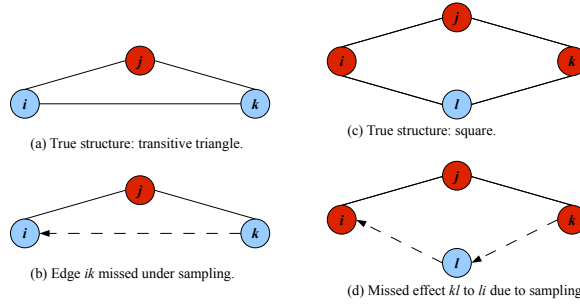 j
i
k
(a) True structure: transitive triangle.
j
i
k
(b) Edge ik missed under sampling.
j
i
k
l
(c) True structure: square.
j
i
k
l
(d) Missed effect kl to li due to sampling